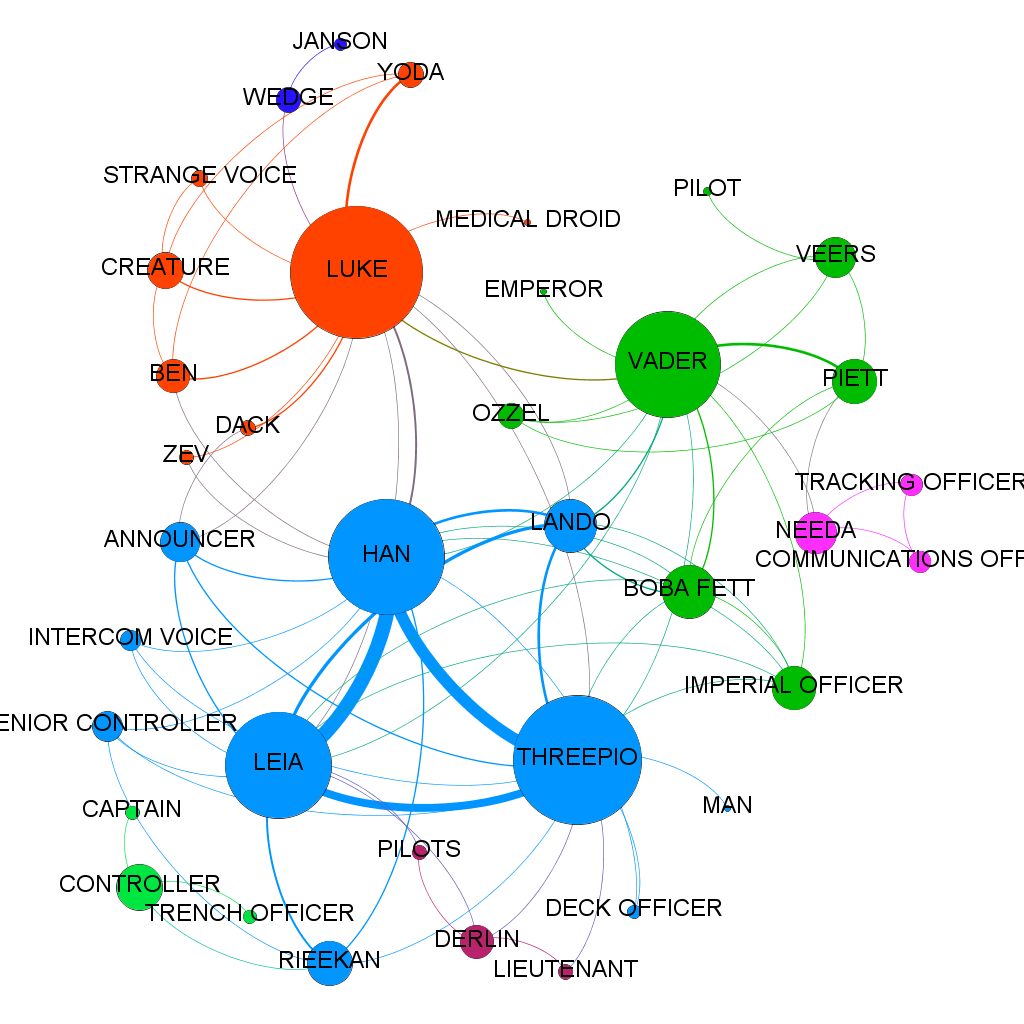 JANSON
YODA
WEDGE
STRANGE VOICE
PILOT
MEDICAL DROID
VEERS
CREATURE
LUKE
EMPEROR
VADER
BEN
PIETT
OZZEL
DACK
ZEV
TRACKING OFFICER
LANDO
NEEDA
ANNOUNCER
HAN
COMMUNICATIONS OFF
BOBA FETT
INTERCOM VOICE
IMPERIAL OFFICER
ENIOR CONTROLLER
THREEPIO
LEIA
MAN
CAPTAIN
PILOTS
CONTROLLER
DECK OFFICER
TRENCH OFFICER
DERLIN
RIEEKAN
LIEUTENANT